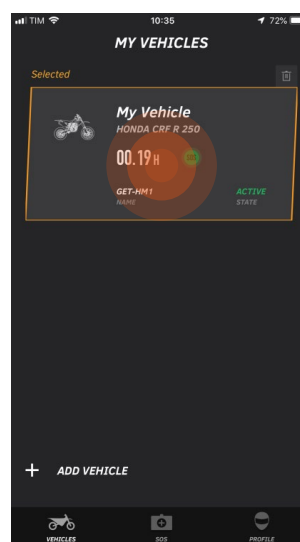 TIM 10:35 72%
MY VEHICLES
Selected
My Vehicle
HONDA CRF R 250
00.19 H
GET-HM1 ACTIVE
NAME STATE
+ ADD VEHICLE
VEHICLES SOS PROFILE